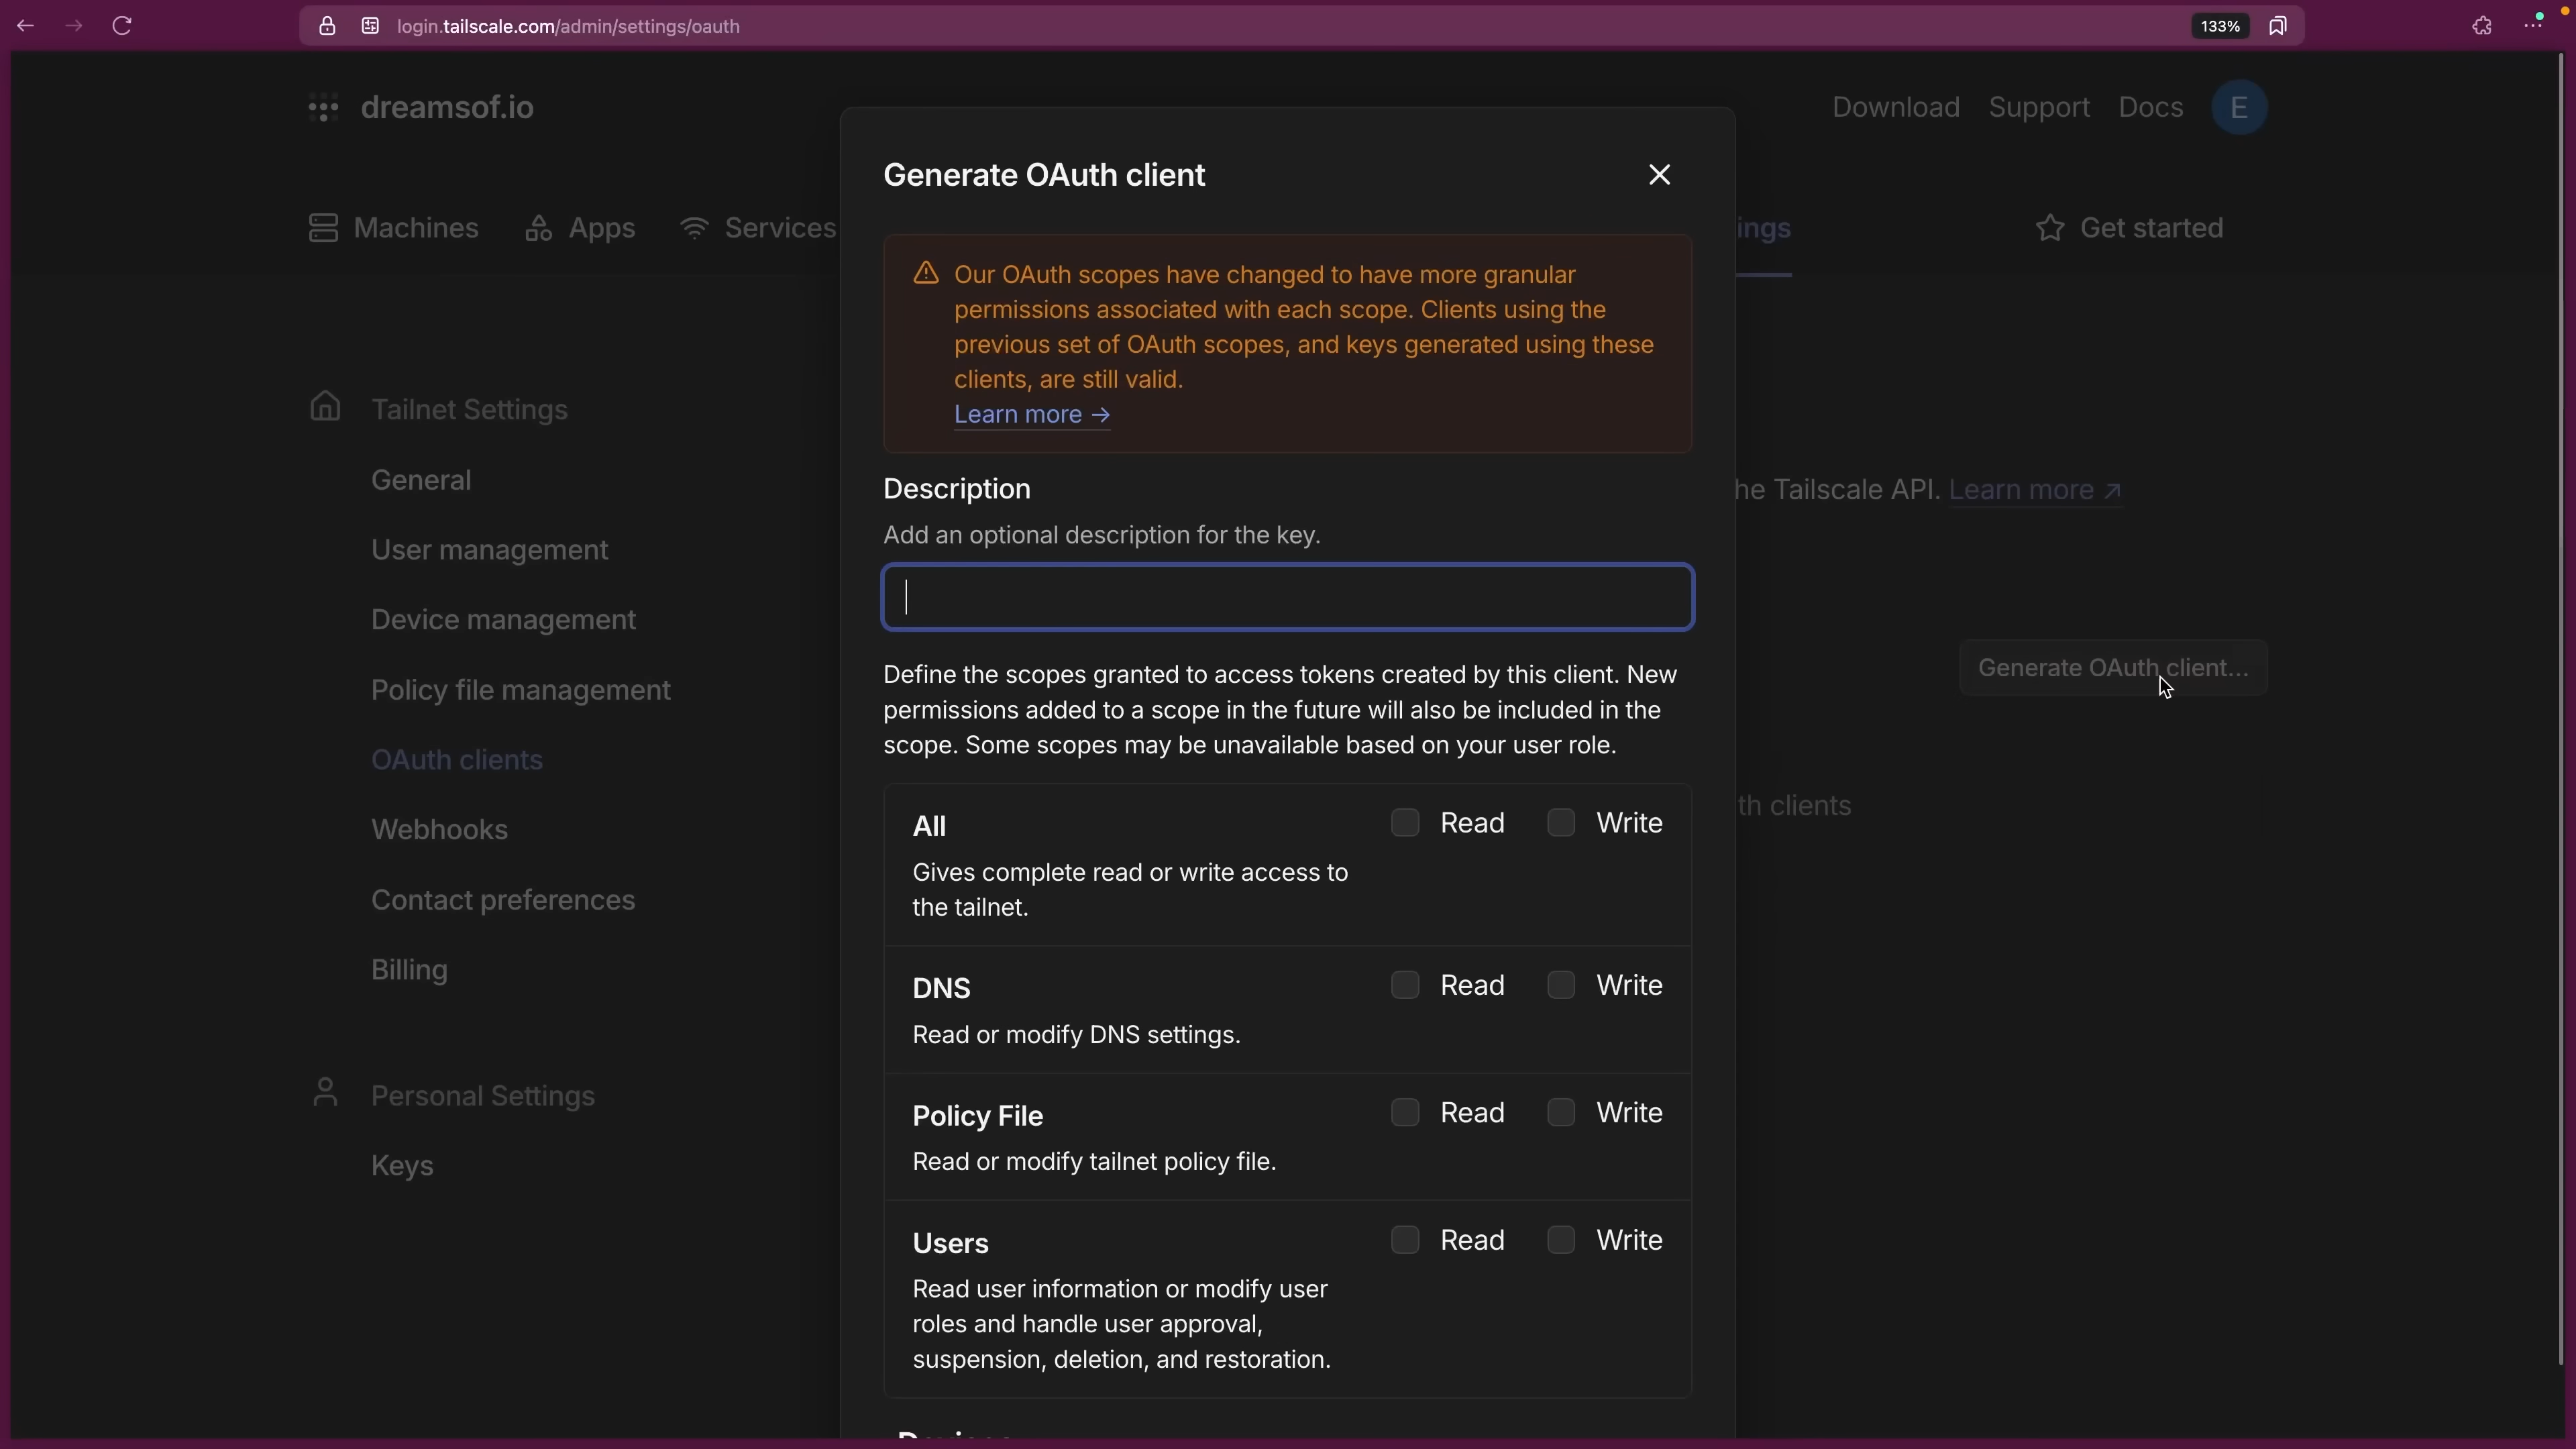 login.tailscale.com/admin/settings/oauth
133%
dreamsof.io
Download Support Docs E
Machines Apps Services
ings
Get started
Tailnet Settings
General
User management
Device management
Policy file management
OAuth clients
Webhooks
Contact preferences
Billing
Personal Settings
Keys
Generate OAuth client
Our OAuth scopes have changed to have more granular
permissions associated with each scope. Clients using the
previous set of OAuth scopes, and keys generated using these
clients, are still valid.
Learn more →
Description
Add an optional description for the key.
Define the scopes granted to access tokens created by this client. New
permissions added to a scope in the future will also be included in the
scope. Some scopes may be unavailable based on your user role.
All Read Write
Gives complete read or write access to
the tailnet.
DNS Read Write
Read or modify DNS settings.
Policy File Read Write
Read or modify tailnet policy file.
Users Read Write
Read user information or modify user
roles and handle user approval,
suspension, deletion, and restoration.
he Tailscale API. Learn more ↗
Generate OAuth client...
th clients